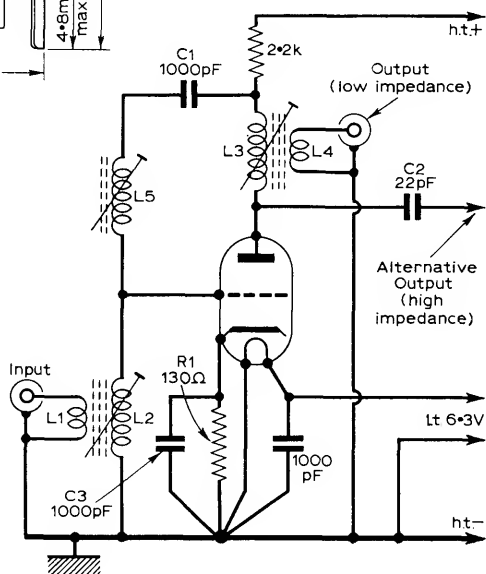 4·8m
max
h.t.+
C1
1000pF
2·2k
Output
(low impedance)
L3
L4
L5
C2
22pF
Alternative
Output
(high
impedance)
Input
R1
130Ω
L1
L2
l.t 6·3V
1000
pF
C3
1000pF
h.t.–